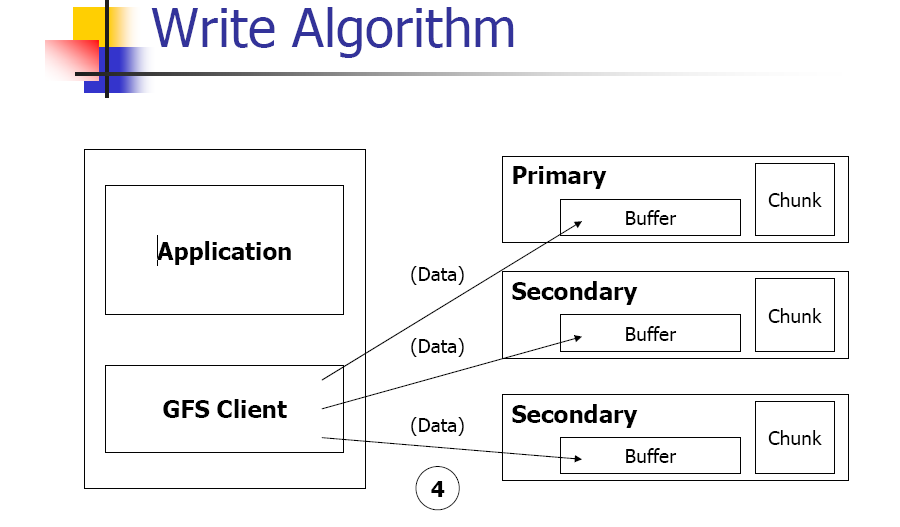 Write Algorithm
Application
GFS Client
(Data)
(Data)
(Data)
4
Primary
Buffer
Chunk
Secondary
Buffer
Chunk
Secondary
Buffer
Chunk